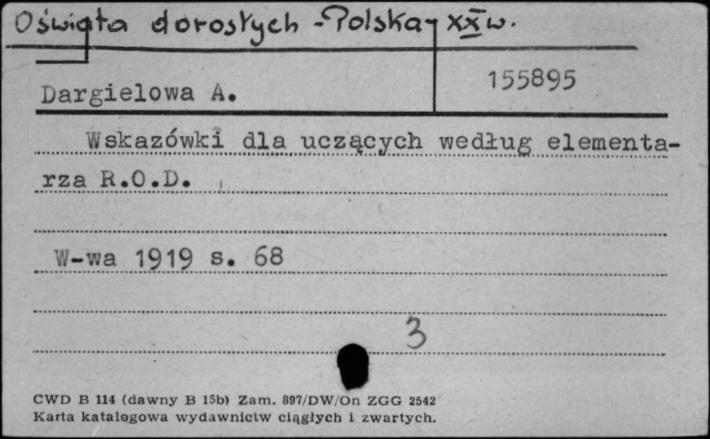 Oświata dorosłych - Polska - XX w.
Dargielowa A.
155895
Wskazówki dla uczących według elementa-
rza R.O.D.
W-wa 1919 s. 68
3
CWD B 114 (dawny B 15b) Zam. 897/DW/On ZGG 2542
Karta katalogowa wydawnictw ciągłych i zwartych.